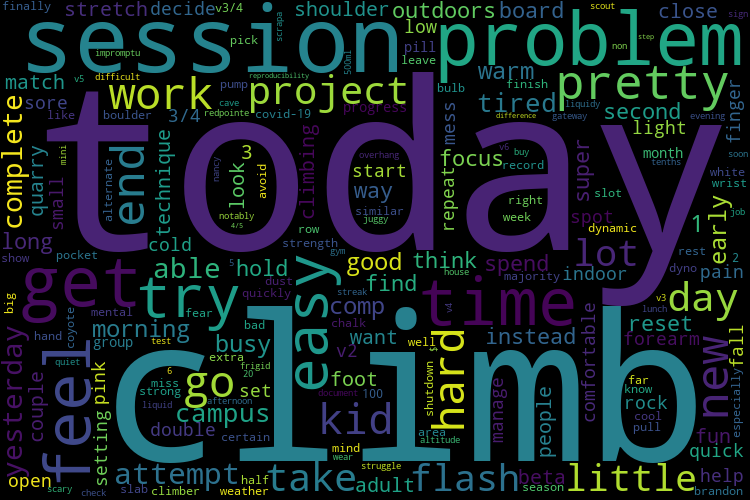 finally
stretch
decide
v3/4
shoulder
outdoors
board
low
close
scout
sign
session
problem
impromptu
pick
scrapa
500ml
pill
leave
non
step
match
v5
difficult
work
reproducibility
pump
project
warm
bulb
finish
pretty
sore
like
boulder
3/4
cave
redpointe
covid-19
progress
mess
tired
second
finger
liquidy
evening
light
complete
quarry
small
mini
end
alternate
technique
today
nancy
look
3
avoid
climbing
overhang
start
way
repeat
focus
difference
v6
gateway
buy
record
super
month
tenths
soon
white
wrist
long
show
pocket
cold
notably
4/5
row
similar
juggy
right
week
slot
spot
dynamic
1
early
job
get
able
hold
strength
gym
good
find
think
house
spend
majority
lot
indoor
dyno
rest
pain
2
big
try
5
dust
quickly
streak
easy
comp
chalk
time
v4
v3
lunch
day
yesterday
hand
mental
morning
group
coyote
fear
test
bad
busy
extra
frigid
20
want
v2
well
hard
$
shutdown
instead
comfortable
reset
forearm
new
fall
especially
couple
feel
quiet
setting
pink
miss
6
strong
liquid
go
set
afternoon
campus
foot
document
100
kid
climb
manage
people
far
know
rock
cool
pull
fun
quick
double
certain
mind
wear
area
altitude
open
scary
check
slab
attempt
climber
half
weather
take
struggle
adult
flash
beta
season
little
help
brandon